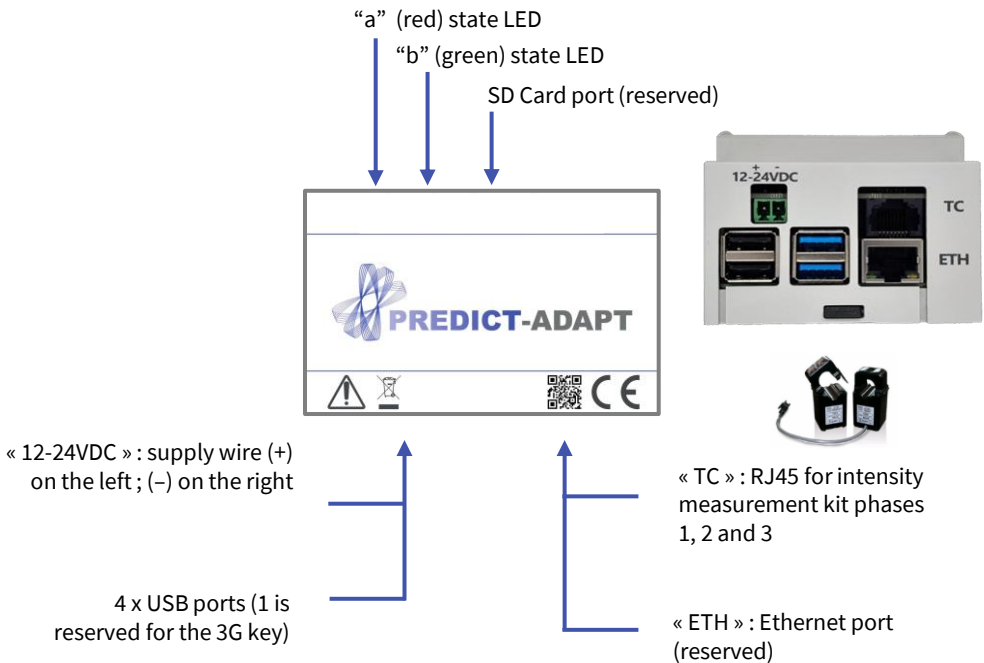 “a” (red) state LED
“b” (green) state LED
SD Card port (reserved)
+ -
12-24VDC
TC
ETH
PREDICT-ADAPT
CE
« 12-24VDC » : supply wire (+)
on the left ; (–) on the right
« TC » : RJ45 for intensity
measurement kit phases
1, 2 and 3
4 x USB ports (1 is
reserved for the 3G key)
« ETH » : Ethernet port
(reserved)